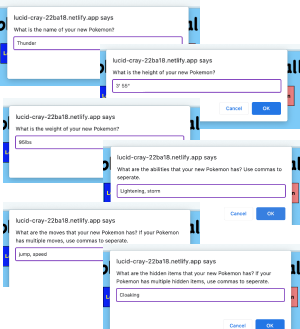 lucid-cray-22ba18.netlify.app says
What is the name of your new Pokemon?
Thunder
lucid-cray-22ba18.netlify.app says
What is the height of your new Pokemon?
3' 55"
Cancel
OK
lucid-cray-22ba18.netlify.app says
What is the weight of your new Pokemon?
95lbs
lucid-cray-22ba18.netlify.app says
What are the abilities that your new Pokemon has? Use commas to
seperate.
Lightening, storm
Cancel
OK
lucid-cray-22ba18.netlify.app says
What are the moves that your new Pokemon has? If your Pokemon
has multiple moves, use commas to seperate.
jump, speed
Cancel
OK
lucid-cray-22ba18.netlify.app says
What are the hidden items that your new Pokemon has? If your
Pokemon has multiple hidden items, use commas to seperate.
Cloaking
Cancel
OK